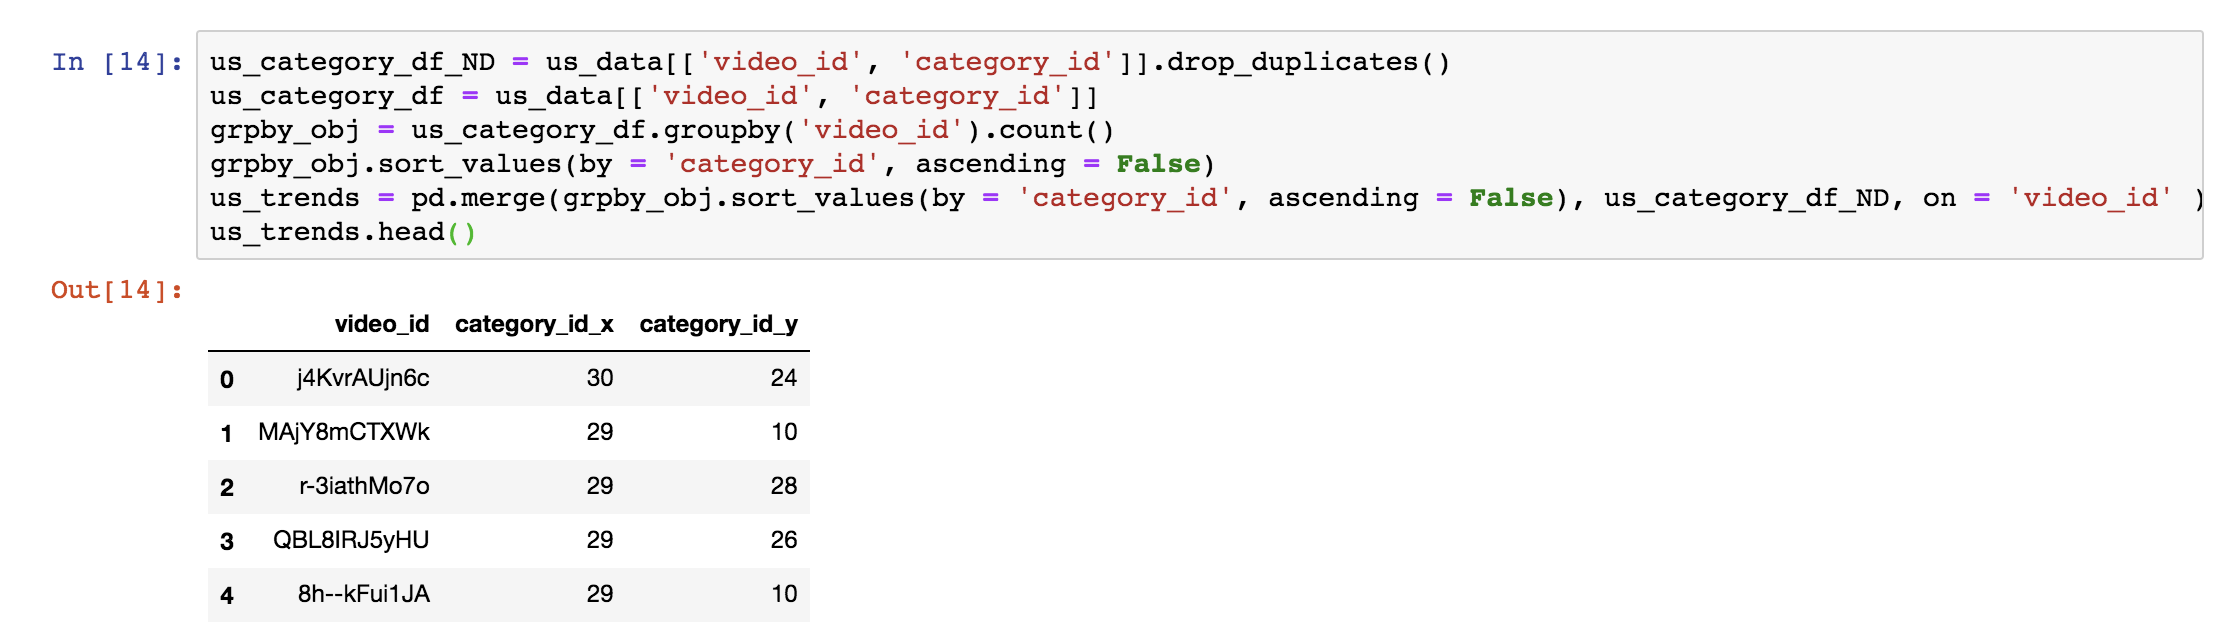 In [14]: us_category_df_ND = us_data[['video_id', 'category_id']].drop_duplicates()
us_category_df = us_data[['video_id', 'category_id']]
grpby_obj = us_category_df.groupby('video_id').count()
grpby_obj.sort_values(by = 'category_id', ascending = False)
us_trends = pd.merge(grpby_obj.sort_values(by = 'category_id', ascending = False), us_category_df_ND, on = 'video_id' )
us_trends.head()
Out[14]:
video_id category_id_x category_id_y
0 j4KvrAUjn6c 30 24
1 MAjY8mCTXWk 29 10
2 r-3iathMo7o 29 28
3 QBL8IRJ5yHU 29 26
4 8h--kFui1JA 29 10